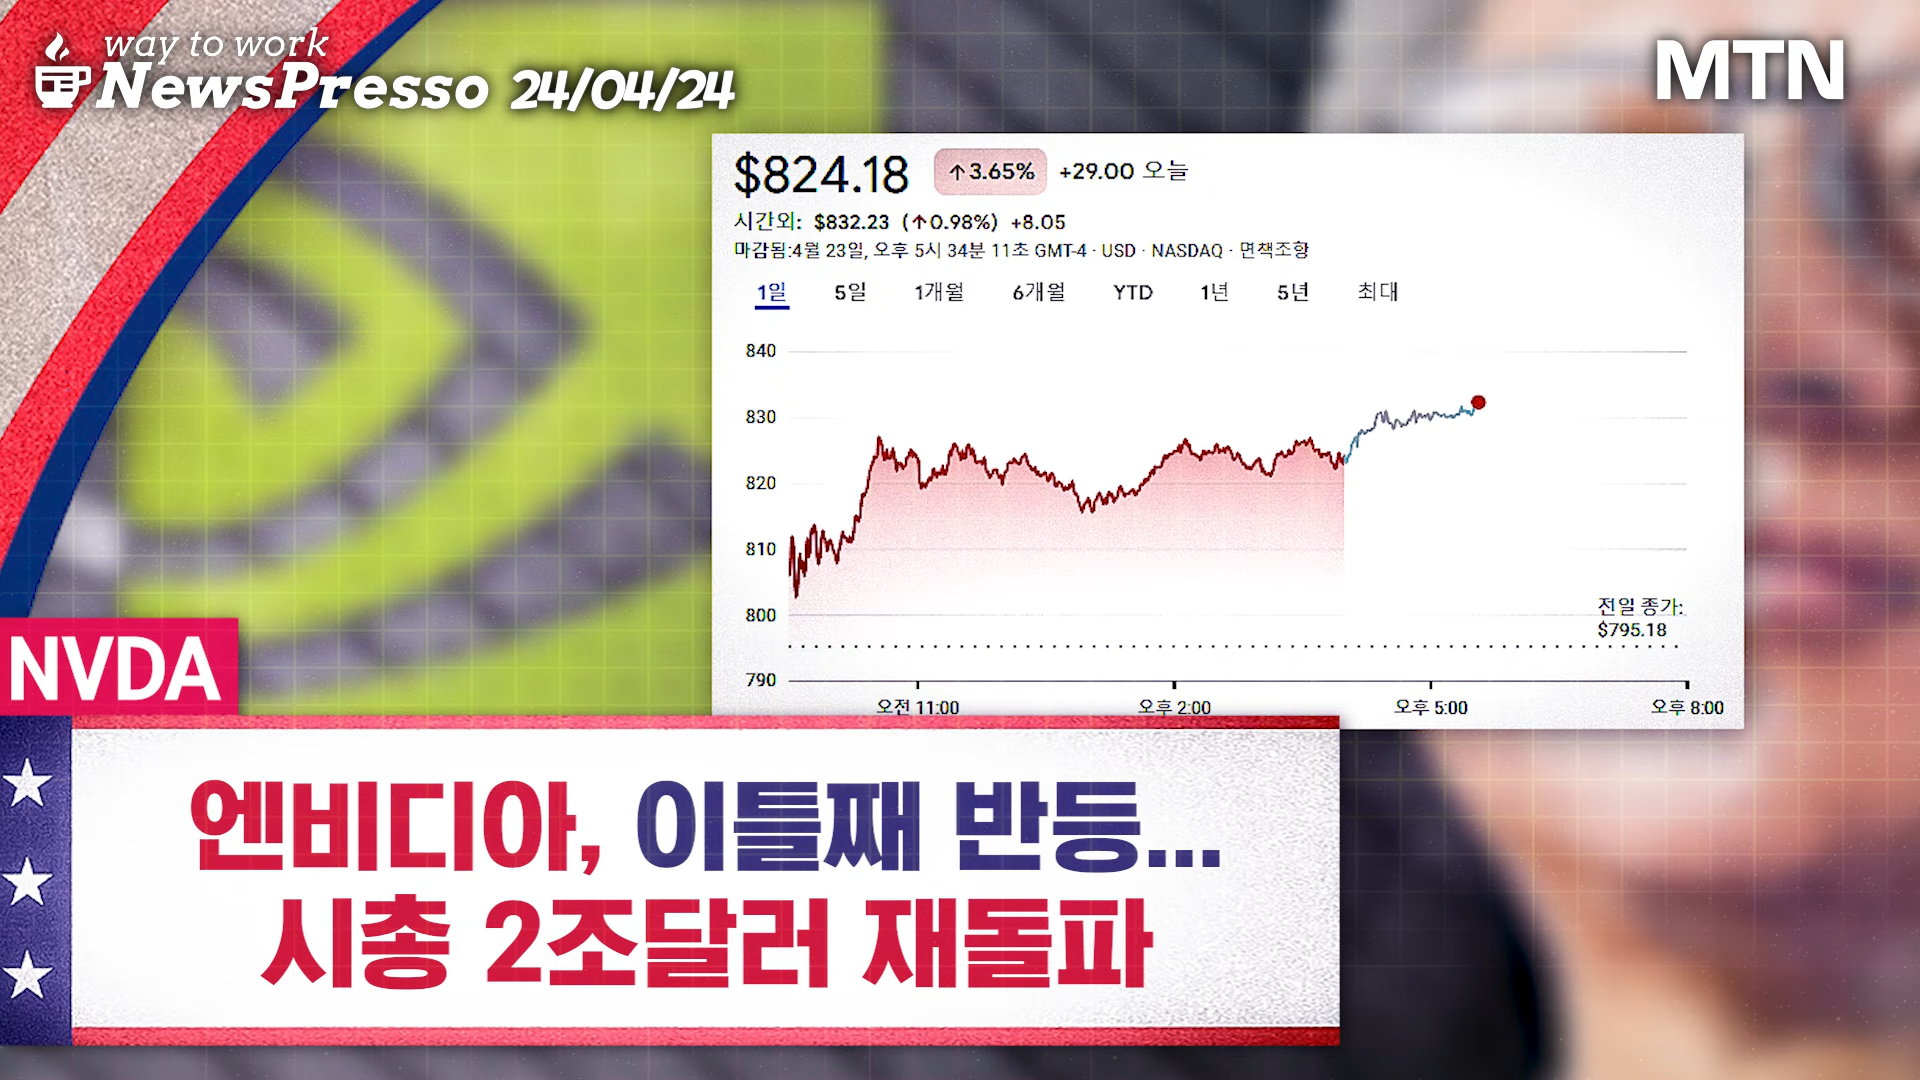 way to work
NewsPresso 24/04/24
MTN
$824.18 ↑3.65% +29.00 오늘
시간외: $832.23 (↑0.98%) +8.05
마감됨:4월 23일, 오후 5시 34분 11초 GMT-4 · USD · NASDAQ · 면책조항
1일 5일 1개월 6개월 YTD 1년 5년 최대
840
830
820
810
800
790
전일 종가:
$795.18
오전 11:00 오후 2:00 오후 5:00 오후 8:00
NVDA
엔비디아, 이틀째 반등...
시총 2조달러 재돌파